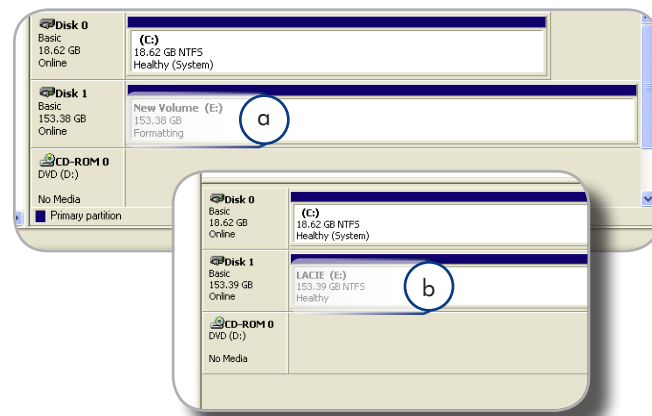 Disk 0
Basic
18.62 GB
Online
(C:)
18.62 GB NTFS
Healthy (System)
Disk 1
Basic
153.38 GB
Online
New Volume (E:)
153.38 GB
Formatting
a
CD-ROM 0
DVD (D:)
No Media
Primary partition
Disk 0
Basic
18.62 GB
Online
(C:)
18.62 GB NTFS
Healthy (System)
Disk 1
Basic
153.39 GB
Online
LACIE (E:)
153.39 GB NTFS
Healthy
b
CD-ROM 0
DVD (D:)
No Media